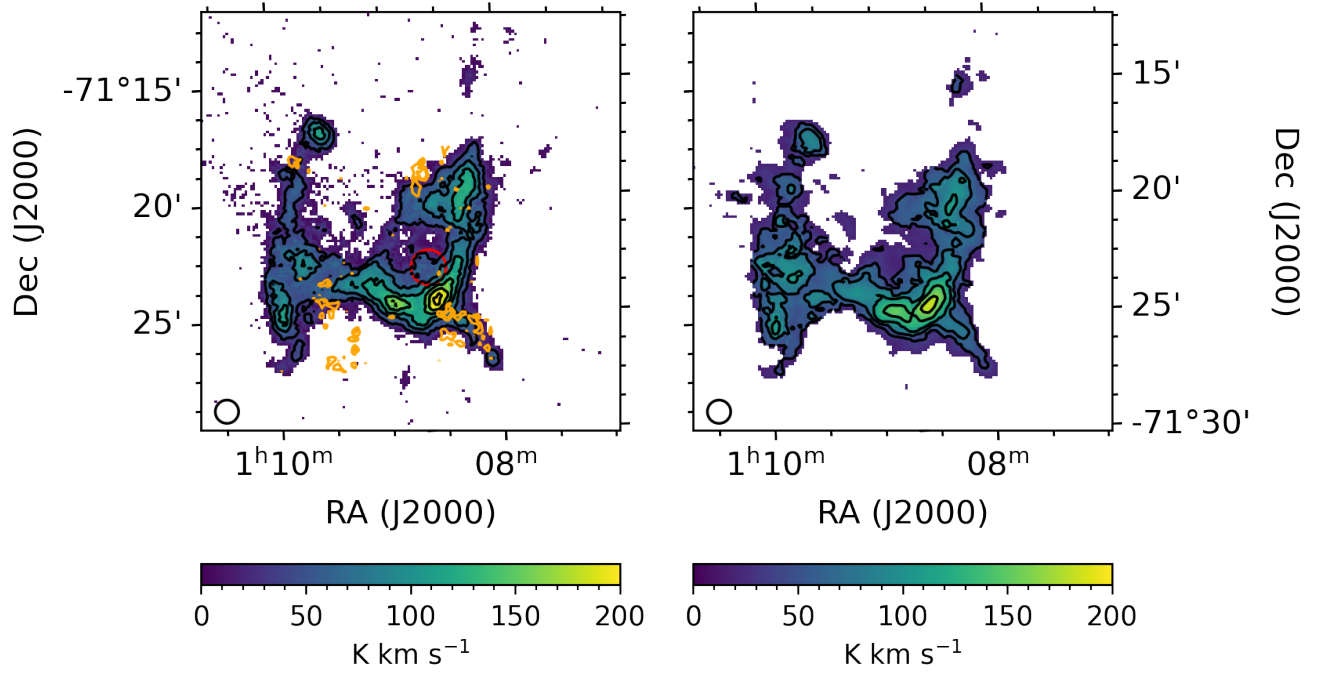 -71°15'
20'
25'
Dec (J2000)
1ʰ10ᵐ
08ᵐ
RA (J2000)
0
50
100
150
200
K km s⁻¹
15'
20'
25'
-71°30'
Dec (J2000)
1ʰ10ᵐ
08ᵐ
RA (J2000)
0
50
100
150
200
K km s⁻¹